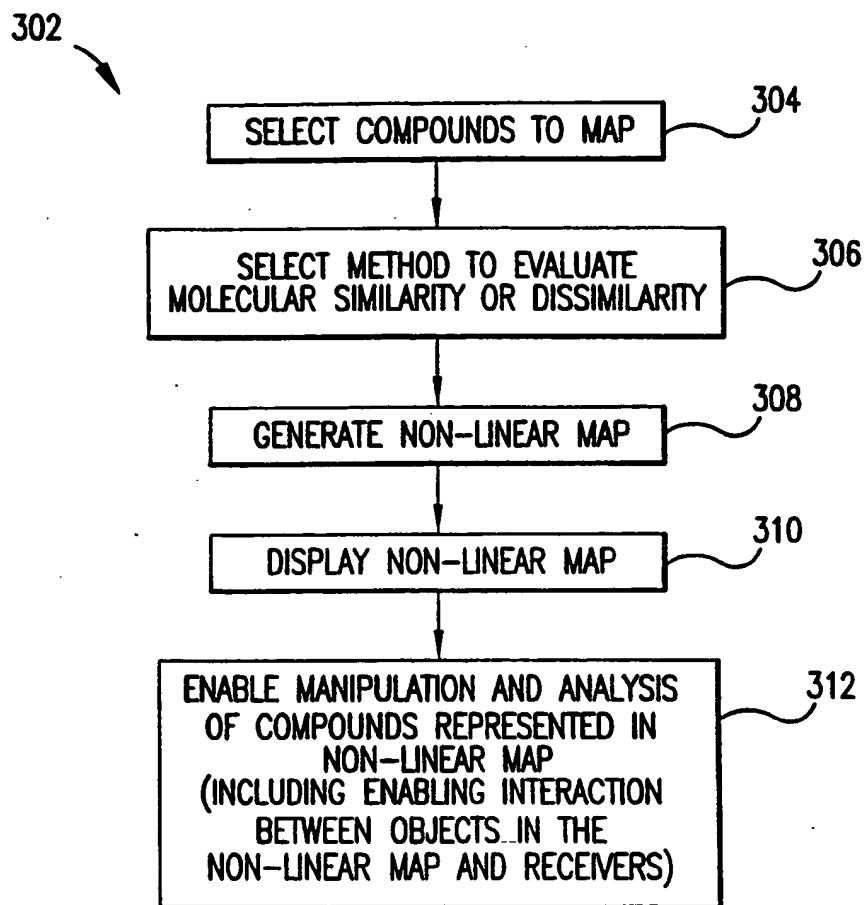 302
SELECT COMPOUNDS TO MAP
304
SELECT METHOD TO EVALUATE
MOLECULAR SIMILARITY OR DISSIMILARITY
306
GENERATE NON-LINEAR MAP
308
DISPLAY NON-LINEAR MAP
310
ENABLE MANIPULATION AND ANALYSIS
OF COMPOUNDS REPRESENTED IN
NON-LINEAR MAP
(INCLUDING ENABLING INTERACTION
BETWEEN OBJECTS IN THE
NON-LINEAR MAP AND RECEIVERS)
312